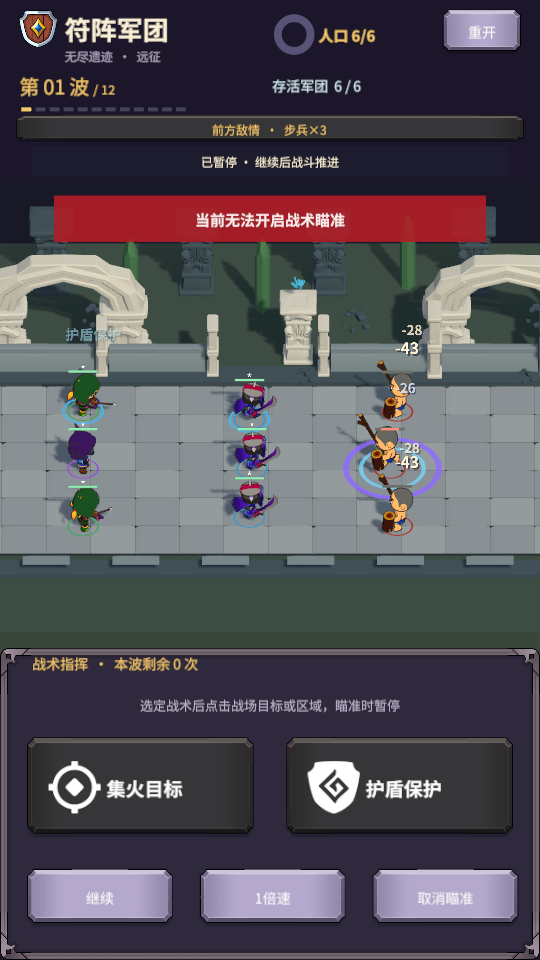 符阵军团
无尽遗迹 · 远征
人口 6/6
重开
第 01 波 / 12
存活军团 6 / 6
前方敌情 · 步兵×3
已暂停 · 继续后战斗推进
当前无法开启战术瞄准
护盾保护
-28
-43
26
-28
-43
战术指挥 · 本波剩余 0 次
选定战术后点击战场目标或区域，瞄准时暂停
集火目标
护盾保护
继续
1倍速
取消瞄准